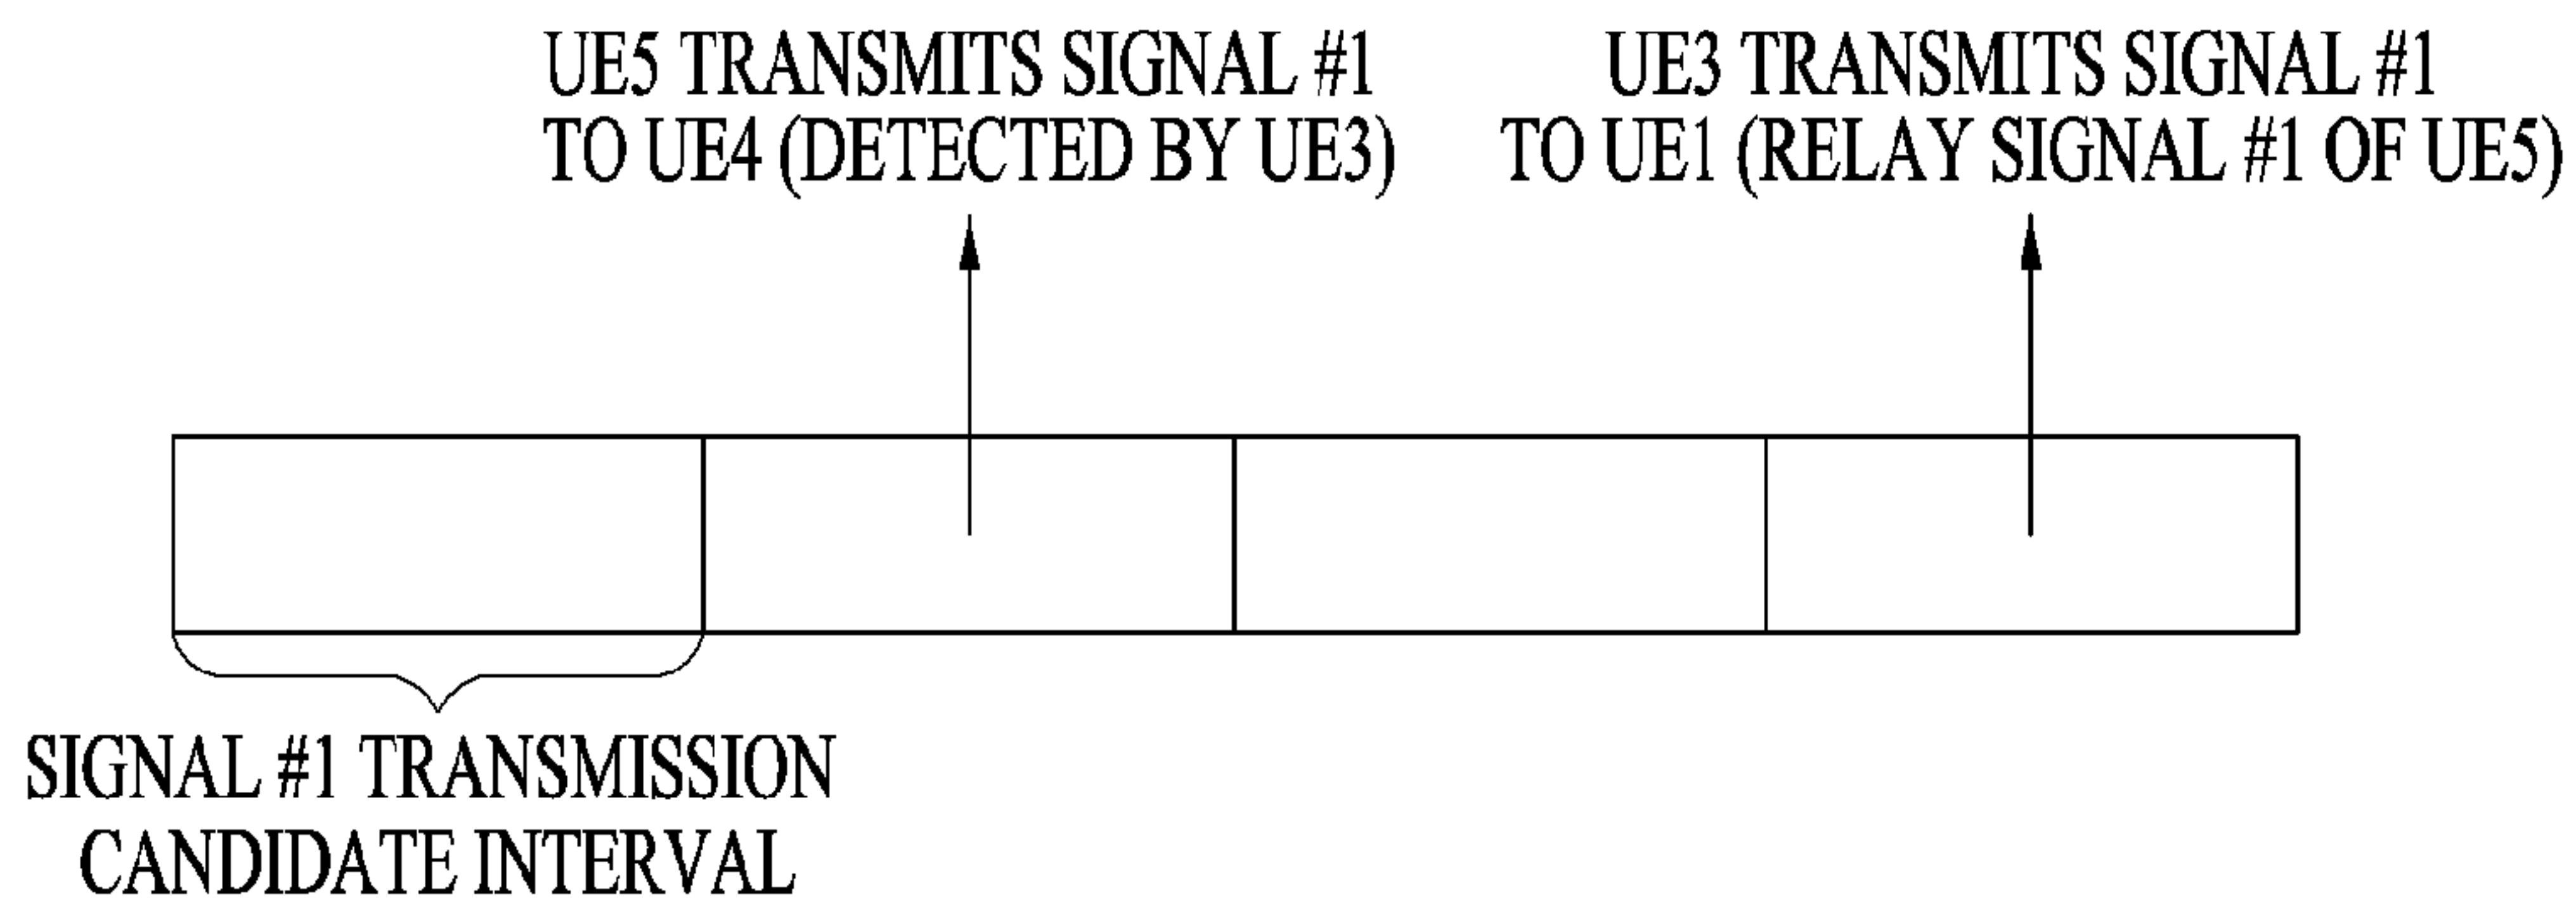 UE5 TRANSMITS SIGNAL #1
TO UE4 (DETECTED BY UE3)
UE3 TRANSMITS SIGNAL #1
TO UE1 (RELAY SIGNAL #1 OF UE5)
SIGNAL #1 TRANSMISSION
CANDIDATE INTERVAL